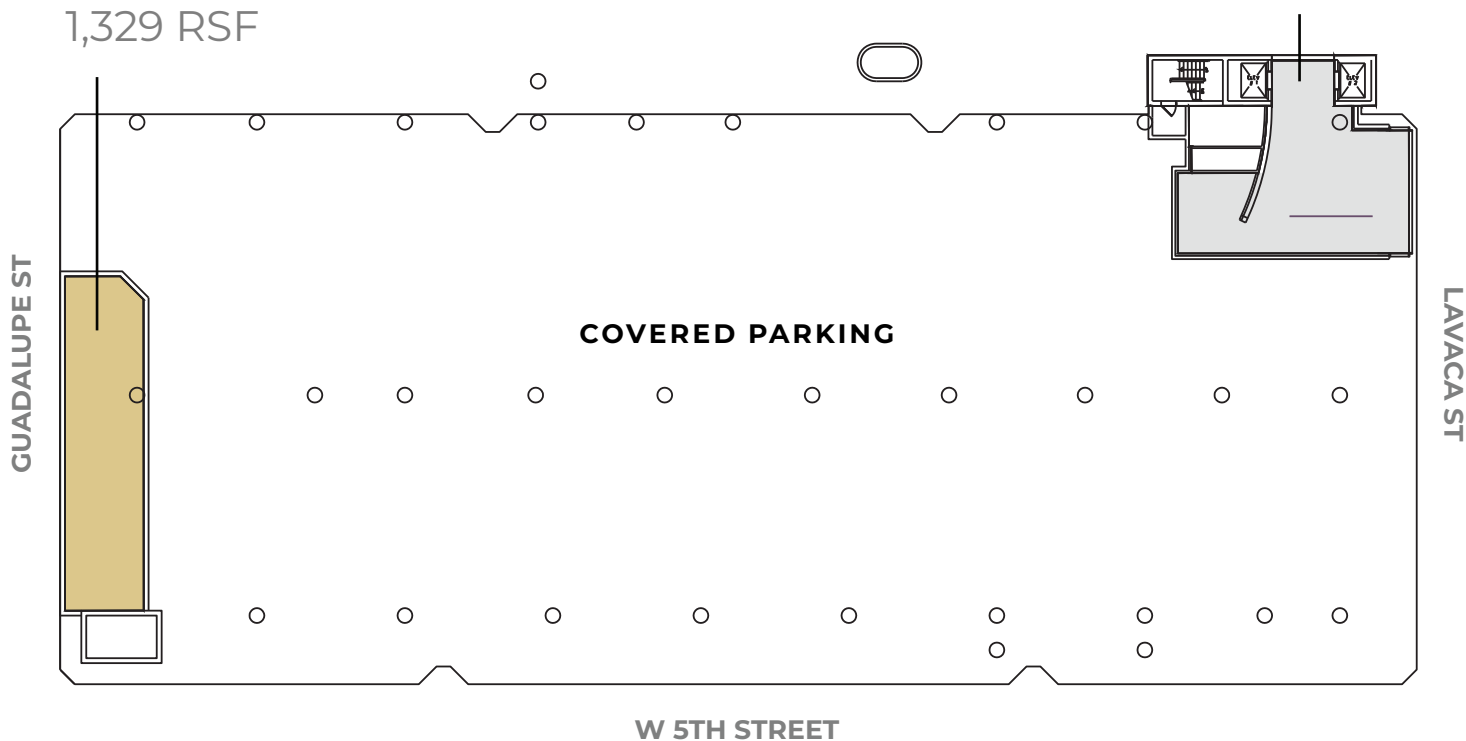 1,329 RSF
GUADALUPE ST
COVERED PARKING
LAVACA ST
W 5TH STREET